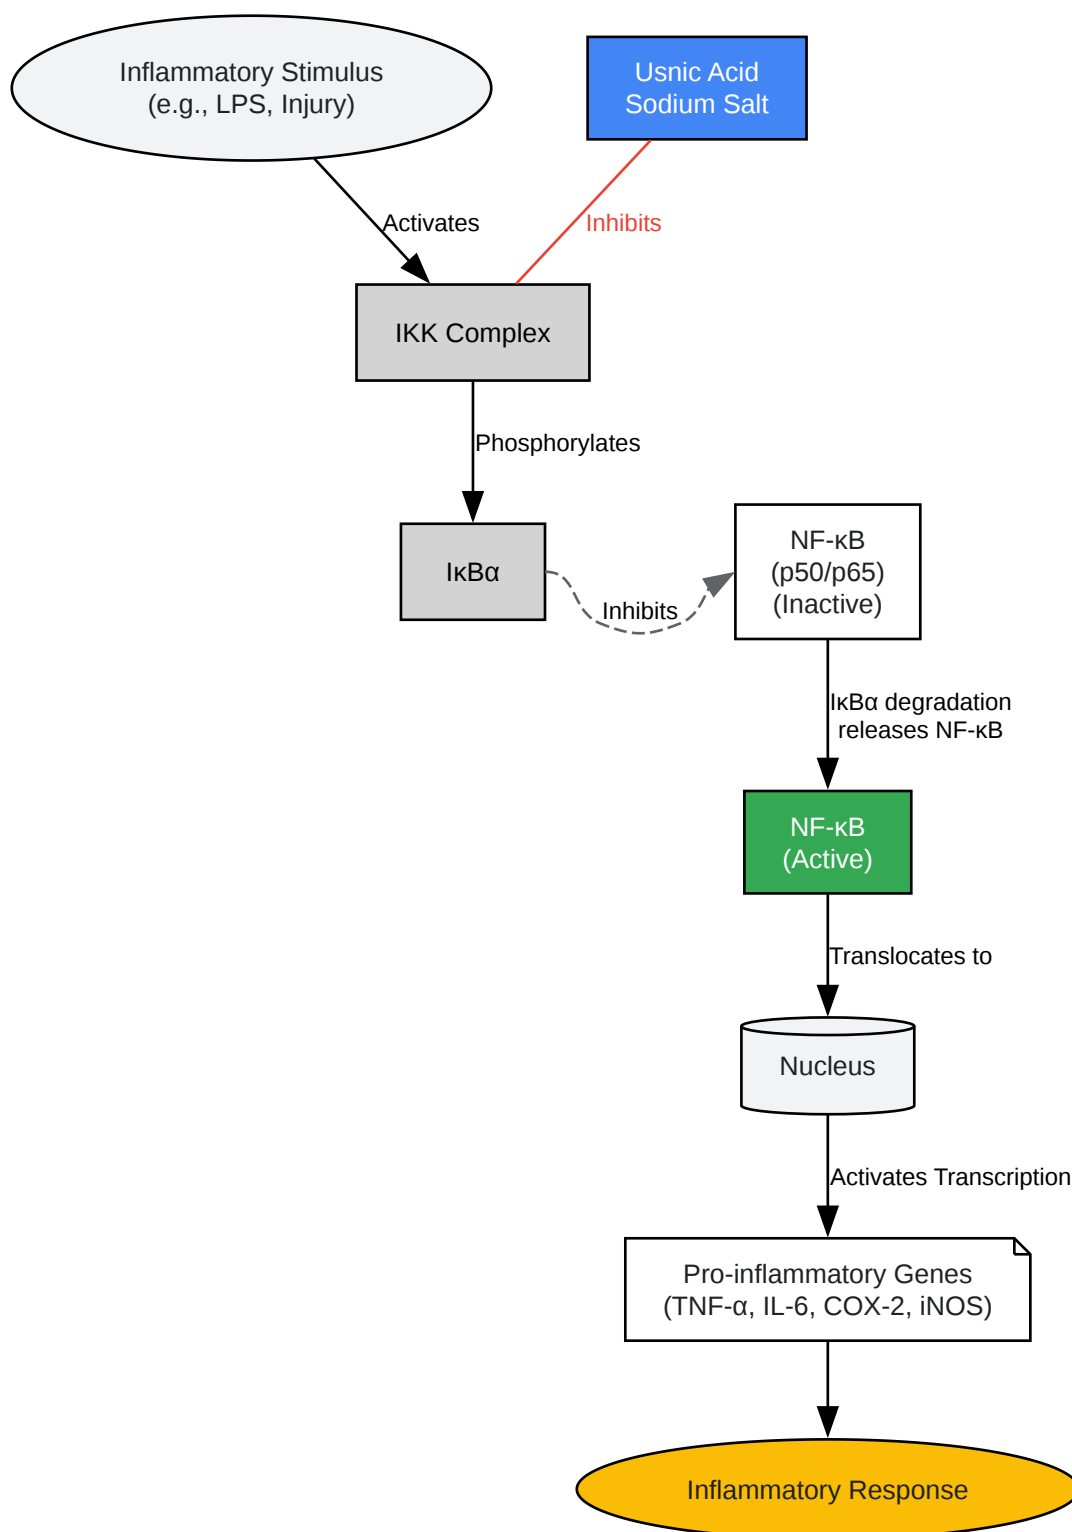 Inflammatory Stimulus
(e.g., LPS, Injury)
Usnic Acid
Sodium Salt
Activates
Inhibits
IKK Complex
Phosphorylates
IκBα
Inhibits
NF-κB
(p50/p65)
(Inactive)
IκBα degradation
releases NF-κB
NF-κB
(Active)
Translocates to
Nucleus
Activates Transcription
Pro-inflammatory Genes
(TNF-α, IL-6, COX-2, iNOS)
Inflammatory Response